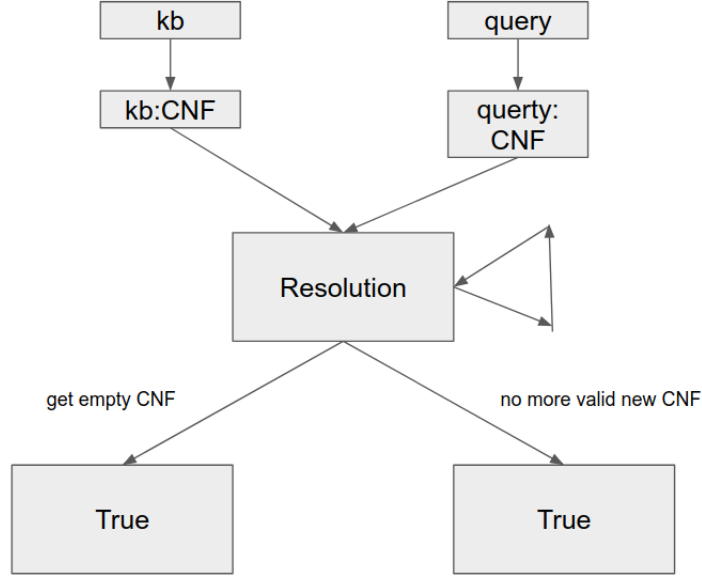 kb
query
kb:CNF
querty:
CNF
Resolution
get empty CNF
no more valid new CNF
True
True